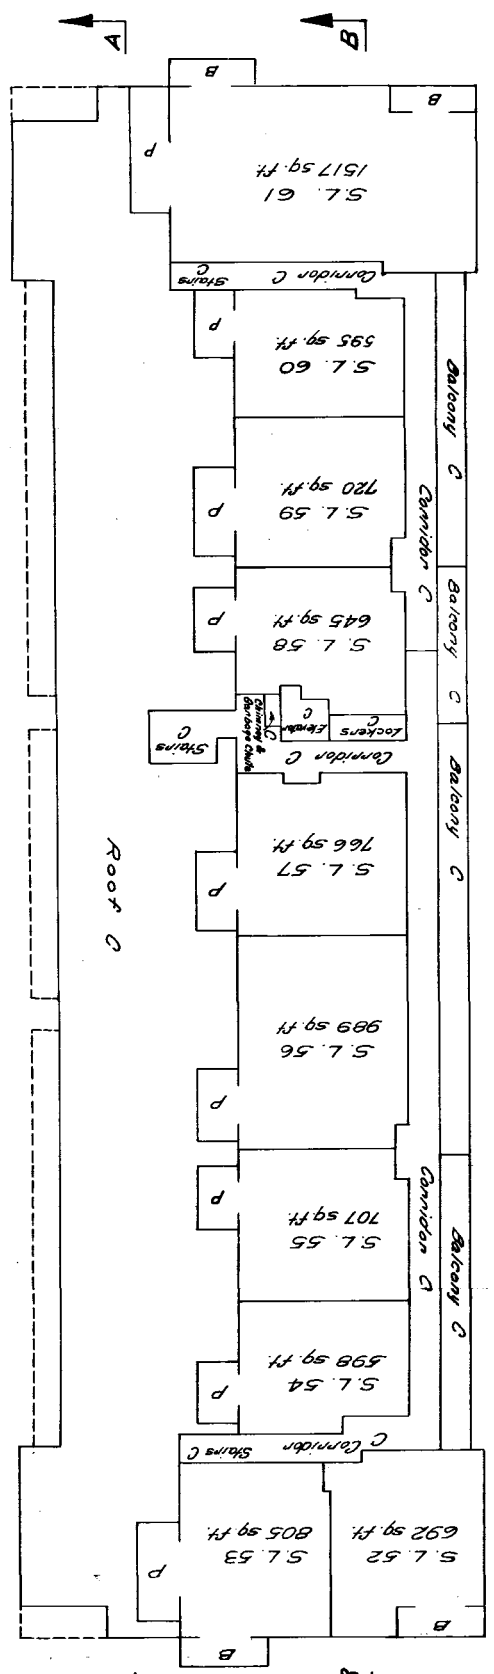 A
B
B
B
P
S.L. 61
1517 sq. ft.
Corridor C
Stairs
C
P
S.L. 60
595 sq. ft.
Balcony C
P
S.L. 59
720 sq. ft.
Corridor C
P
S.L. 58
645 sq. ft.
Balcony C
Chimney &
Garbage Chute
C
Elevator
C
Lockers
C
Stairs
C
Corridor C
Balcony C
P
S.L. 57
766 sq. ft.
Roof C
S.L. 56
989 sq. ft.
P
P
S.L. 55
707 sq. ft.
Corridor C
Balcony C
P
S.L. 54
598 sq. ft.
Stairs C
Corridor
C
P
S.L. 53
805 sq. ft.
S.L. 52
692 sq. ft.
B
B